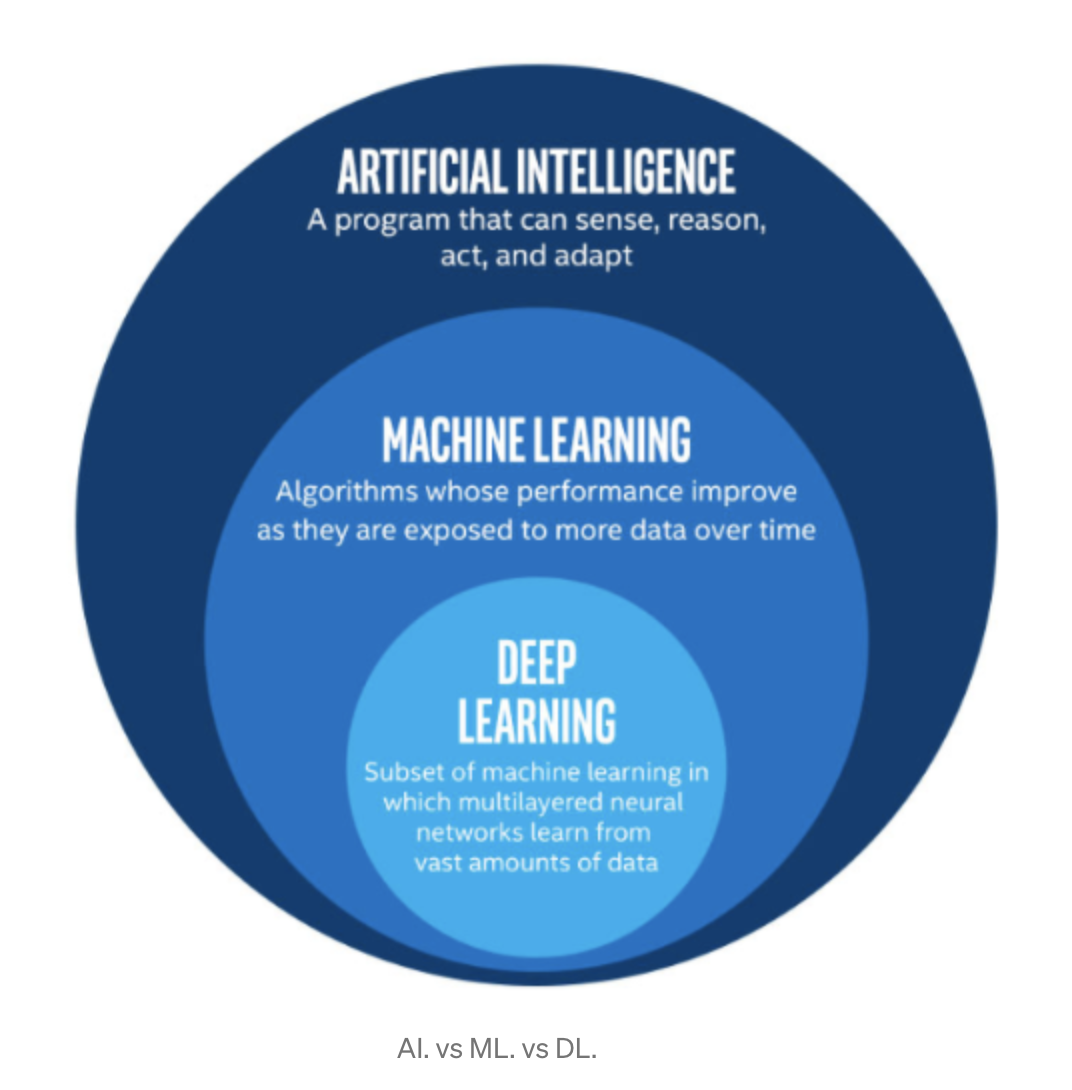 ARTIFICIAL INTELLIGENCE
A program that can sense, reason,
act, and adapt
MACHINE LEARNING
Algorithms whose performance improve
as they are exposed to more data over time
DEEP
LEARNING
Subset of machine learning in
which multilayered neural
networks learn from
vast amounts of data
AI. vs ML. vs DL.